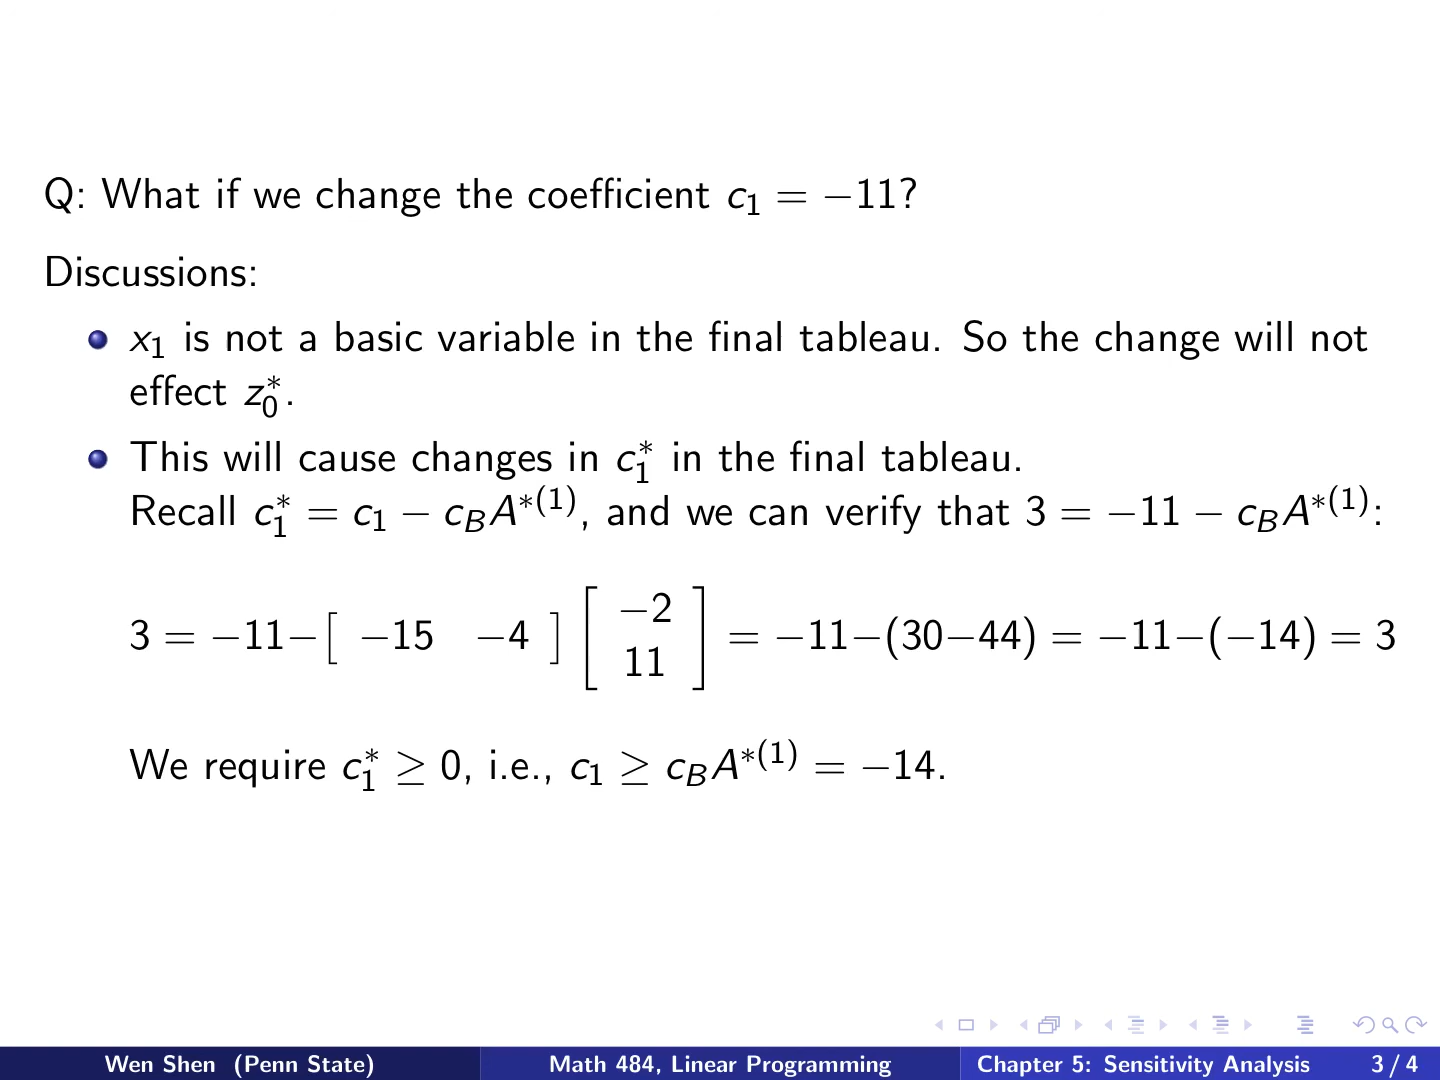 Q: What if we change the coefficient c₁ = −11?
Discussions:
x₁ is not a basic variable in the final tableau. So the change will not
effect z₀*.
This will cause changes in c₁* in the final tableau.
Recall c₁* = c₁ − c_B A*⁽¹⁾, and we can verify that 3 = −11 − c_B A*⁽¹⁾:
3 = −11−[ −15 −4 ] [ −2 11 ] = −11−(30−44) = −11−(−14) = 3
We require c₁* ≥ 0, i.e., c₁ ≥ c_B A*⁽¹⁾ = −14.
Wen Shen (Penn State) Math 484, Linear Programming Chapter 5: Sensitivity Analysis 3 / 4